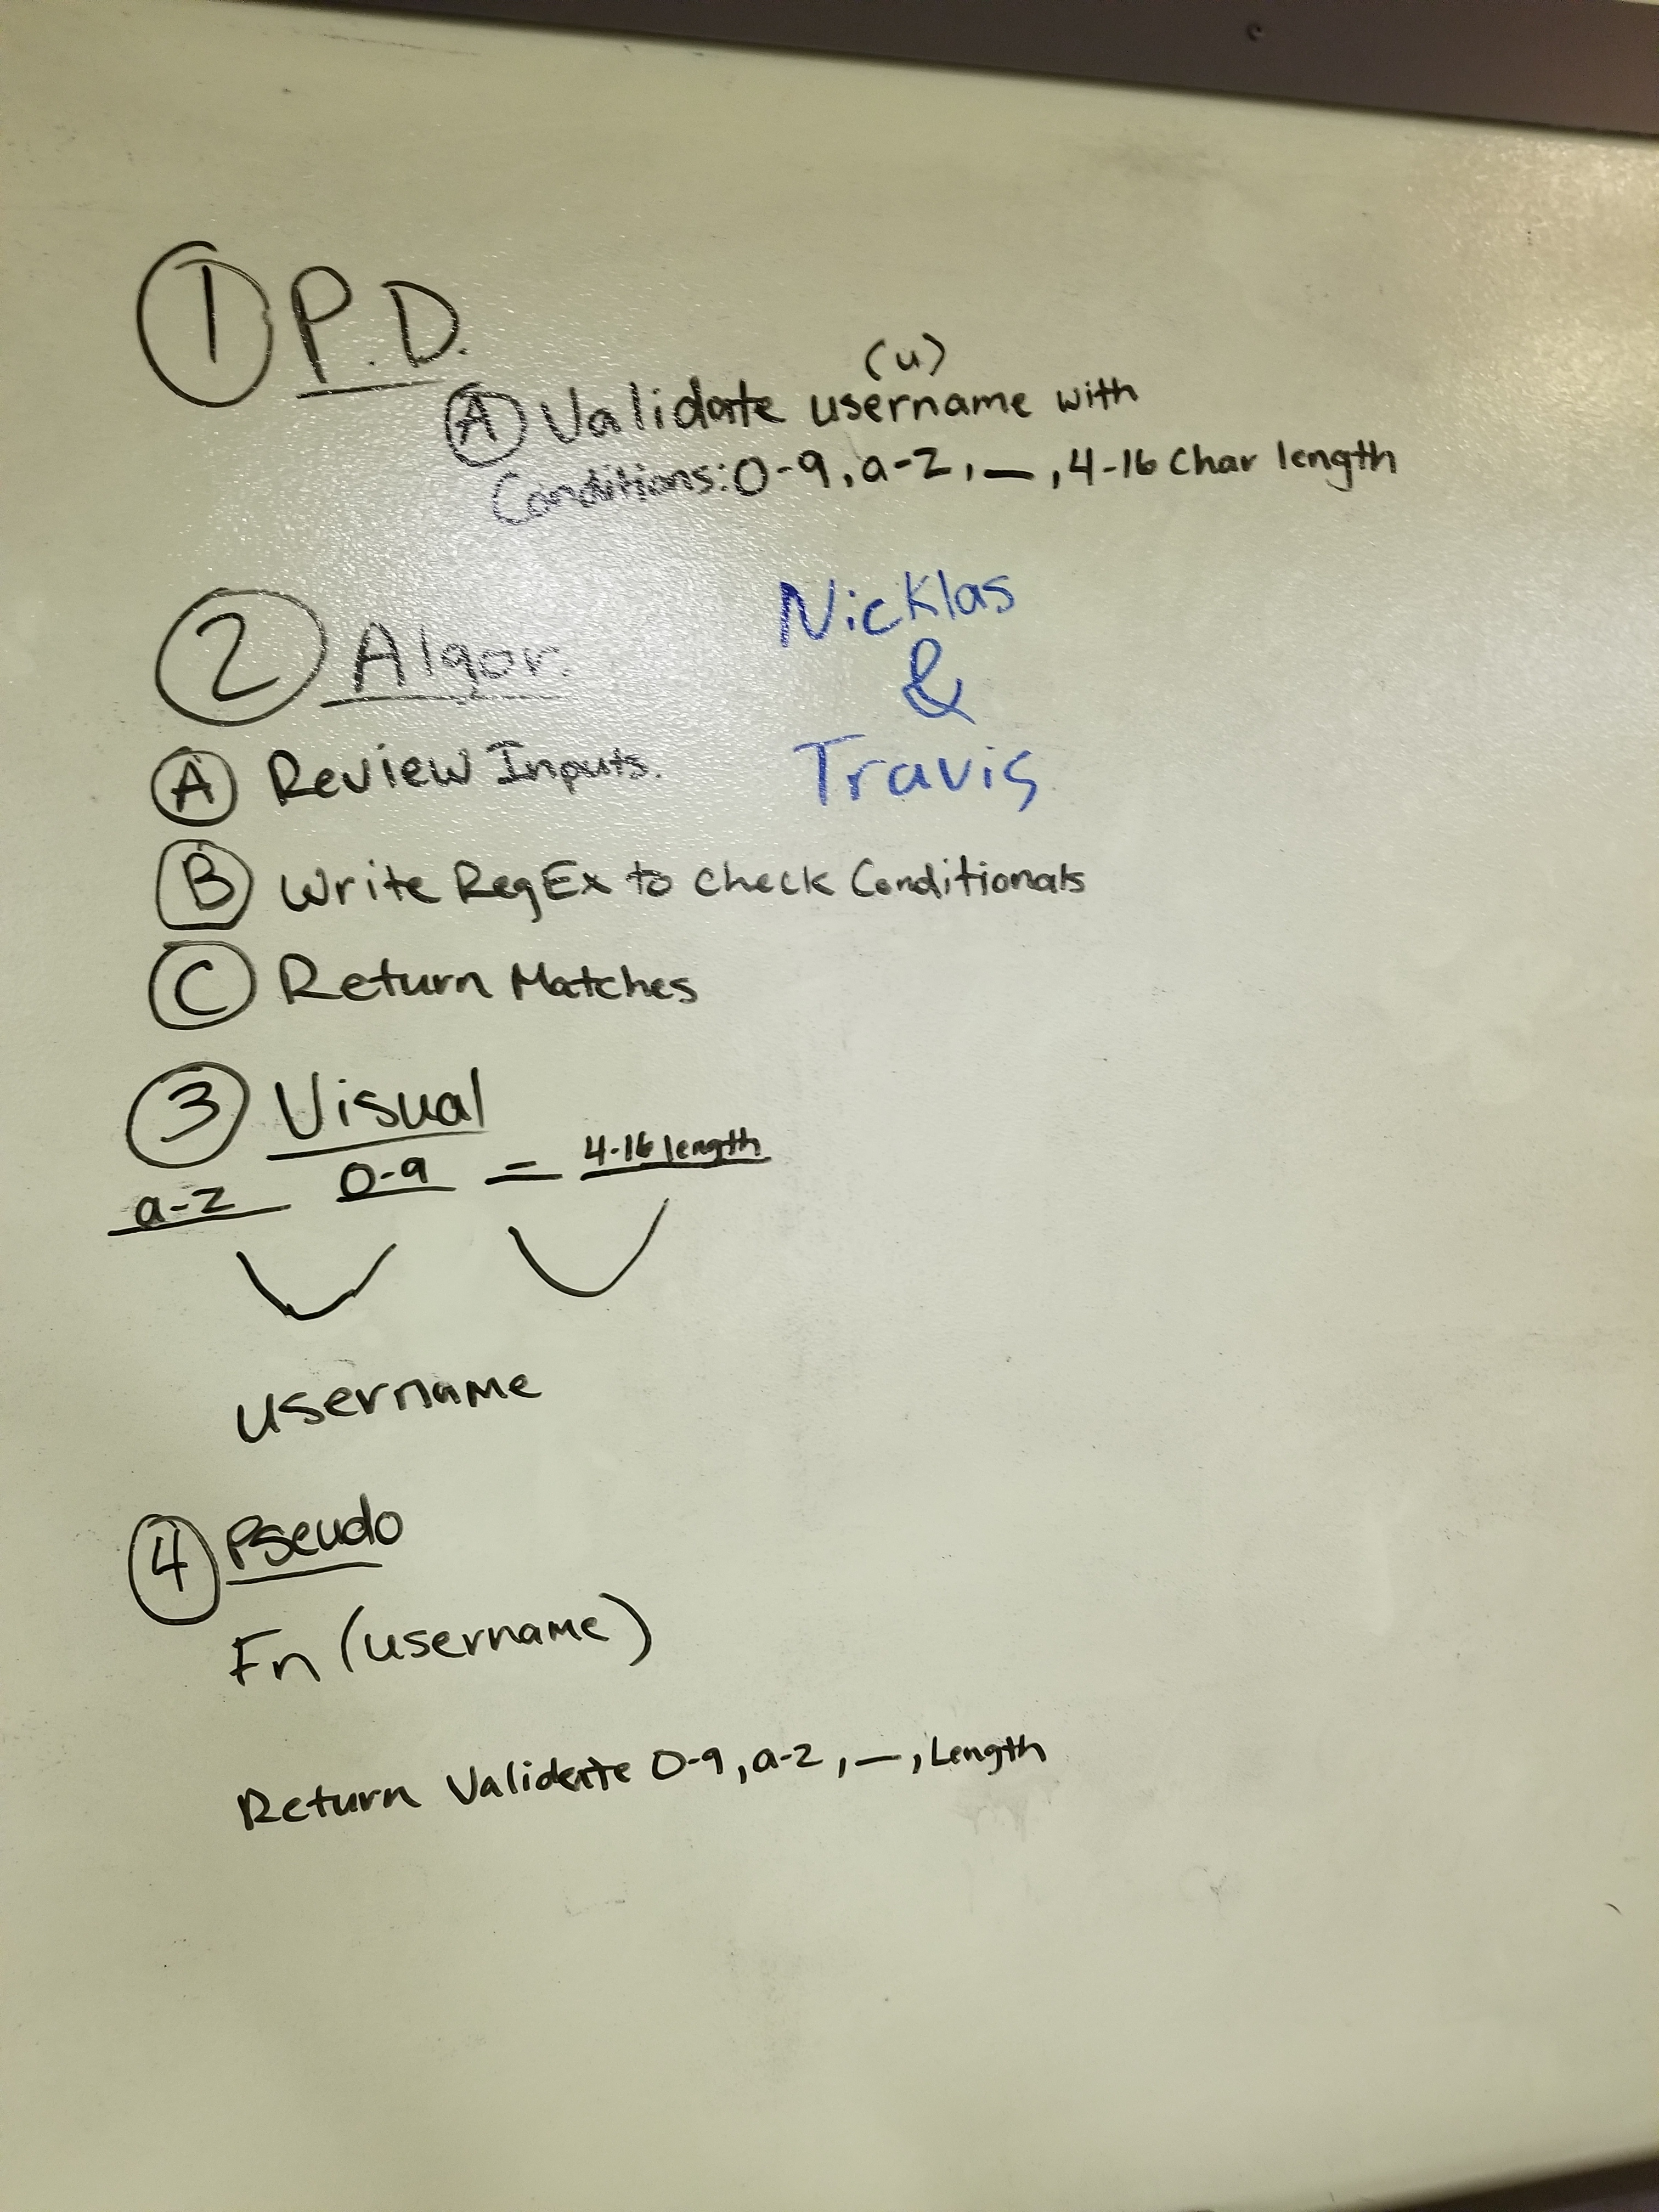 1 P.D.
(u)
A Validate username with
Conditions: 0-9, a-z, _, 4-16 Char length
2 Algor.
Nicklas
&
Travis
A Review Inputs.
B Write RegEx to check Conditionals
C Return Matches
3 Visual
a-z 0-9 = 4-16 length
username
4 Pseudo
Fn (username)
Return Validate 0-9, a-z, _, Length